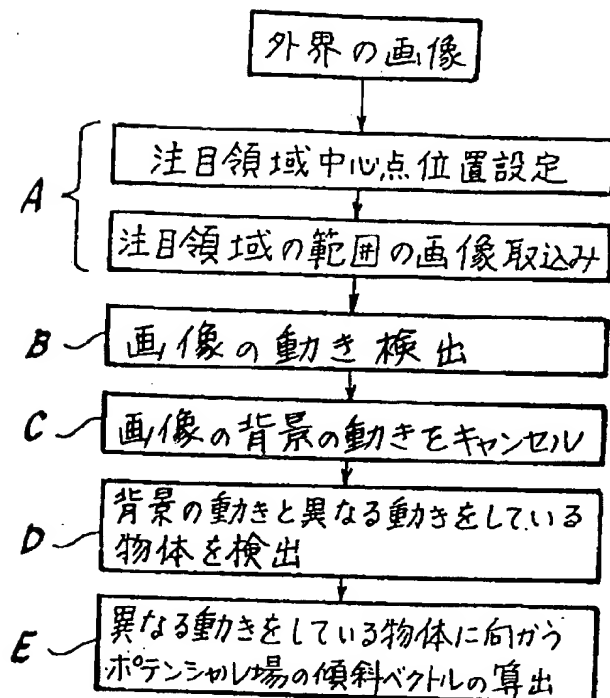 外界の画像
A
注目領域中心点位置設定
注目領域の範囲の画像取込み
B
画像の動き検出
C
画像の背景の動きをキャンセル
D
背景の動きと異なる動きをしている
物体を検出
E
異なる動きをしている物体に向かう
ポテンシャル場の傾斜ベクトルの算出